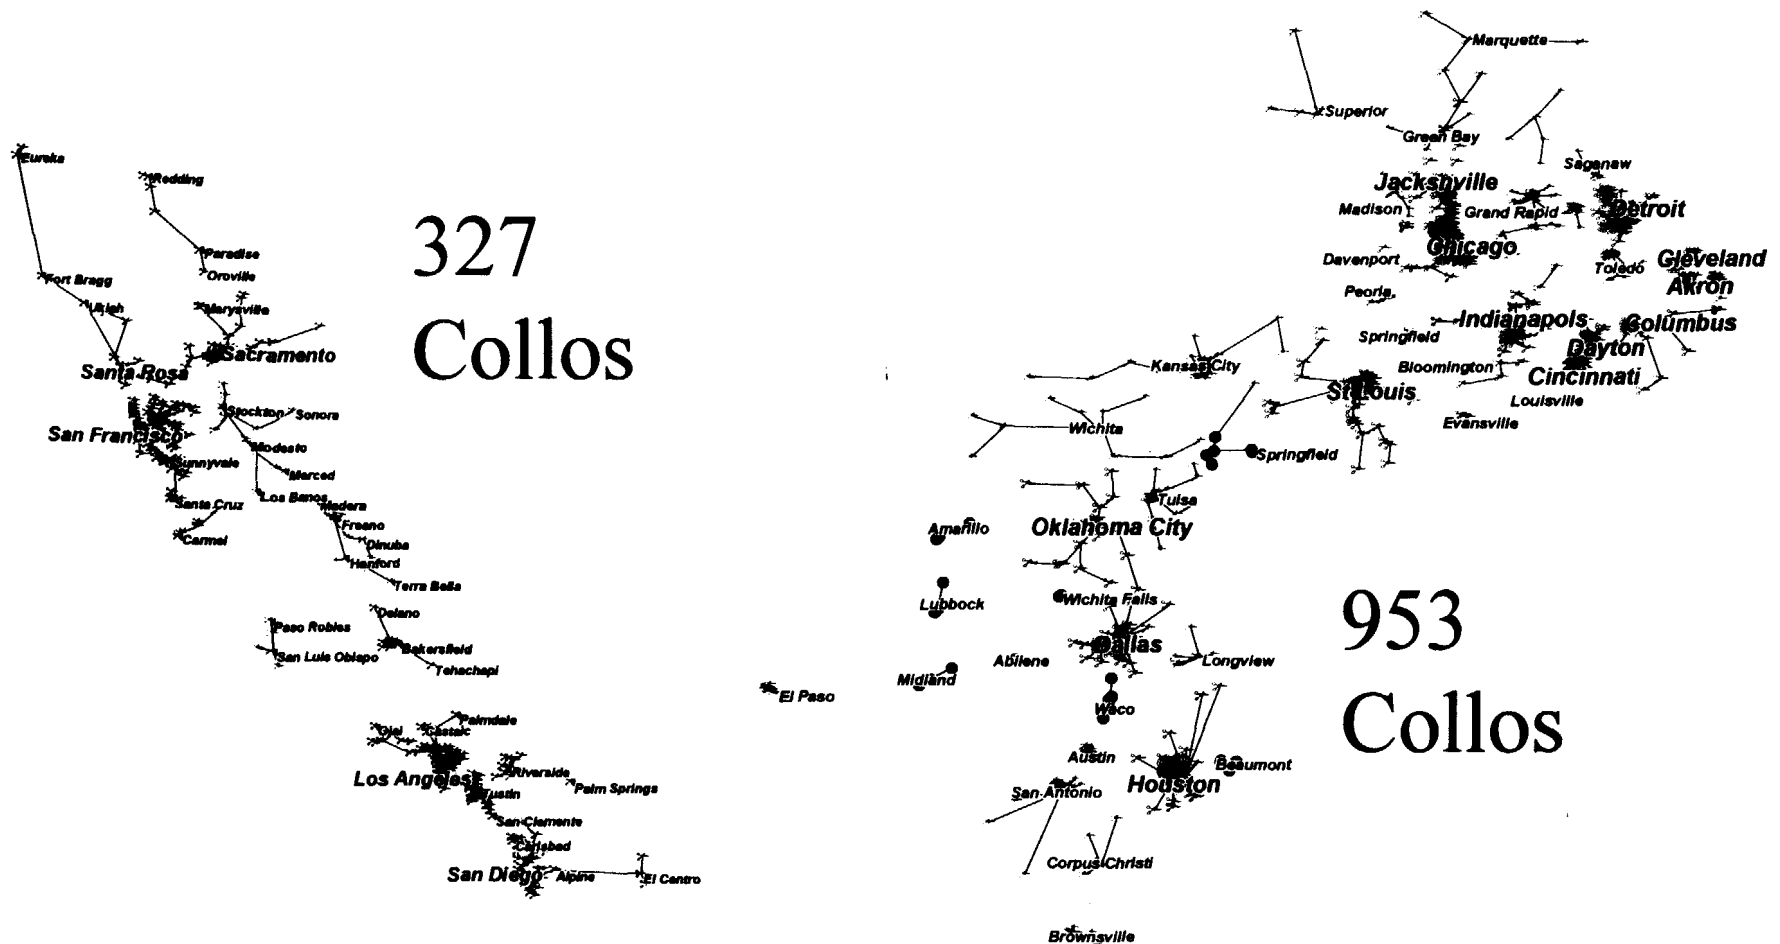 Marquette
Superior
Green Bay
Eureka
Redding
Saganaw
Jacksnville
Madison
Grand Rapid
Detroit
327
Collos
Paradise
Oroville
Chicago
Davenport
Toledo
Cleveland
Akron
Fort Bragg
Ukiah
Marysville
Peoria
Indianapols
Columbus
Springfield
Dayton
Sacramento
Santa Rosa
Kansas City
Bloomington
Cincinnati
St Louis
Louisville
Stockton
Sonora
San Francisco
Wichita
Evansville
Modesto
Sunnyvale
Merced
Springfield
Los Banos
Santa Cruz
Madera
Tulsa
Fresno
Amarillo
Oklahoma City
Carmel
Dinuba
Hanford
Terra Bella
Lubbock
Wichita Falls
953
Collos
Delano
Paso Robles
Bakersfield
Dallas
San Luis Obispo
Abilene
Longview
Tehachapi
Midland
El Paso
Waco
Palmdale
Ojai
Castaic
Austin
Beaumont
Los Angeles
Riverside
Houston
Tustin
Palm Springs
San Antonio
San Clemente
Carlsbad
Corpus Christi
San Diego
Alpine
El Centro
Brownsville